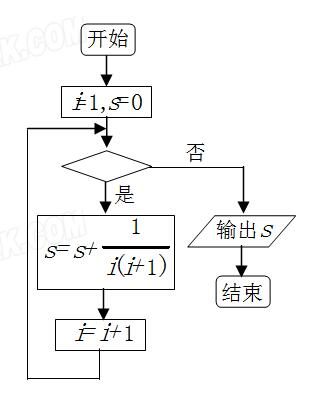 开始
i=1,s=0
否
是
s=s+1/i(i+1)
输出s
i=i+1
结束